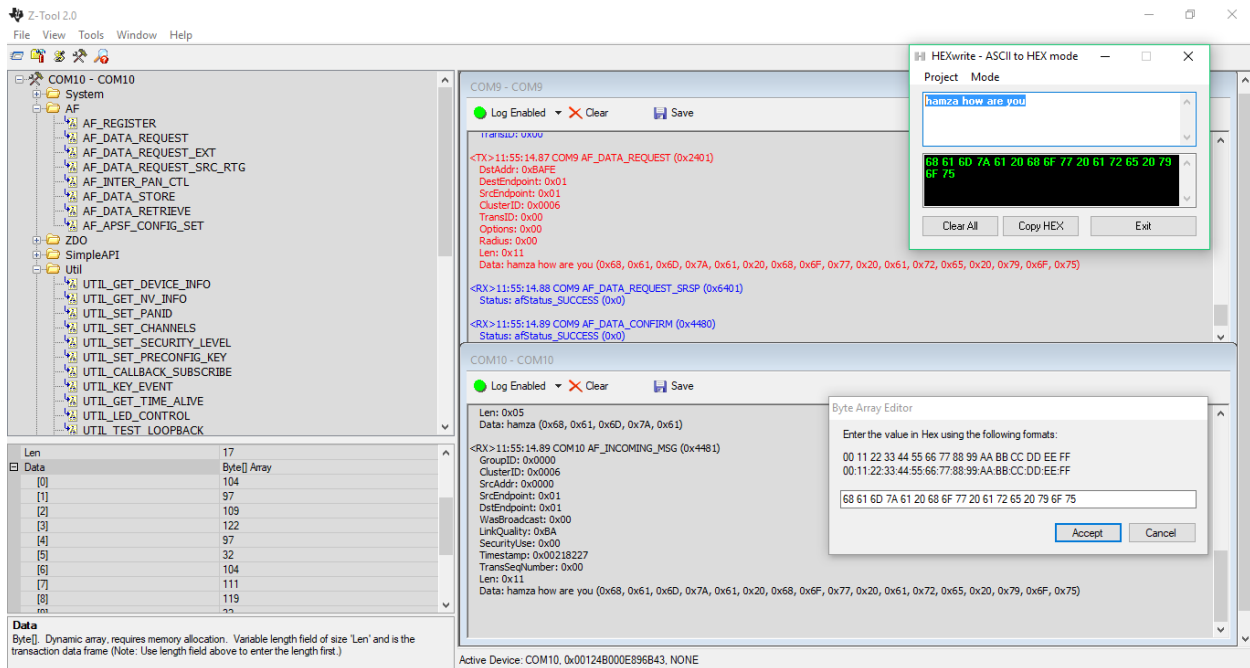 Z-Tool 2.0
File View Tools Window Help
COM10 - COM10
System
AF
AF_REGISTER
AF_DATA_REQUEST
AF_DATA_REQUEST_EXT
AF_DATA_REQUEST_SRC_RTG
AF_INTER_PAN_CTL
AF_DATA_STORE
AF_DATA_RETRIEVE
AF_APSF_CONFIG_SET
ZDO
SimpleAPI
Util
UTIL_GET_DEVICE_INFO
UTIL_GET_NV_INFO
UTIL_SET_PANID
UTIL_SET_CHANNELS
UTIL_SET_SECURITY_LEVEL
UTIL_SET_PRECONFIG_KEY
UTIL_CALLBACK_SUBSCRIBE
UTIL_KEY_EVENT
UTIL_GET_TIME_ALIVE
UTIL_LED_CONTROL
UTIL_TEST_LOOPBACK
Len 17
Data Byte[] Array
[0] 104
[1] 97
[2] 109
[3] 122
[4] 97
[5] 32
[6] 104
[7] 111
[8] 119
[9] 32
Data
Byte[]. Dynamic array, requires memory allocation. Variable length field of size 'Len' and is the
transaction data frame (Note: Use length field above to enter the length first.)
COM9 - COM9
Log Enabled Clear Save
TransID: 0x00
<TX>11:55:14.87 COM9 AF_DATA_REQUEST (0x2401)
DstAddr: 0xBAFE
DestEndpoint: 0x01
SrcEndpoint: 0x01
ClusterID: 0x0006
TransID: 0x00
Options: 0x00
Radius: 0x00
Len: 0x11
Data: hamza how are you (0x68, 0x61, 0x6D, 0x7A, 0x61, 0x20, 0x68, 0x6F, 0x77, 0x20, 0x61, 0x72, 0x65, 0x20, 0x79, 0x6F, 0x75)
<RX>11:55:14.88 COM9 AF_DATA_REQUEST_SRSP (0x6401)
Status: afStatus_SUCCESS (0x0)
<RX>11:55:14.89 COM9 AF_DATA_CONFIRM (0x4480)
Status: afStatus_SUCCESS (0x0)
COM10 - COM10
Log Enabled Clear Save
Len: 0x05
Data: hamza (0x68, 0x61, 0x6D, 0x7A, 0x61)
<RX>11:55:14.89 COM10 AF_INCOMING_MSG (0x4481)
GroupID: 0x0000
ClusterID: 0x0006
SrcAddr: 0x0000
SrcEndpoint: 0x01
DstEndpoint: 0x01
WasBroadcast: 0x00
LinkQuality: 0xBA
SecurityUse: 0x00
Timestamp: 0x00218227
TransSeqNumber: 0x00
Len: 0x11
Data: hamza how are you (0x68, 0x61, 0x6D, 0x7A, 0x61, 0x20, 0x68, 0x6F, 0x77, 0x20, 0x61, 0x72, 0x65, 0x20, 0x79, 0x6F, 0x75)
Active Device: COM10, 0x00124B000E896B43, NONE
HEXwrite - ASCII to HEX mode
Project Mode
hamza how are you
68 61 6D 7A 61 20 68 6F 77 20 61 72 65 20 79
6F 75
Clear All Copy HEX Exit
Byte Array Editor
Enter the value in Hex using the following formats:
00 11 22 33 44 55 66 77 88 99 AA BB CC DD EE FF
00:11:22:33:44:55:66:77:88:99:AA:BB:CC:DD:EE:FF
68 61 6D 7A 61 20 68 6F 77 20 61 72 65 20 79 6F 75
Accept Cancel